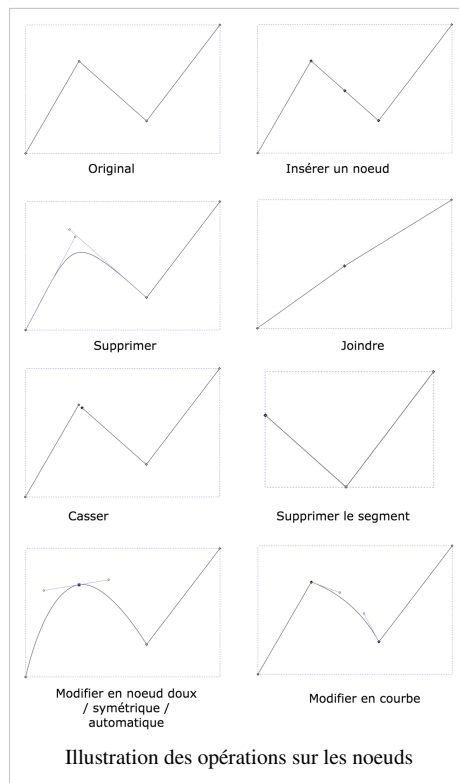 Original
Insérer un noeud
Supprimer
Joindre
Casser
Supprimer le segment
Modifier en noeud doux
/ symétrique /
automatique
Modifier en courbe
Illustration des opérations sur les noeuds